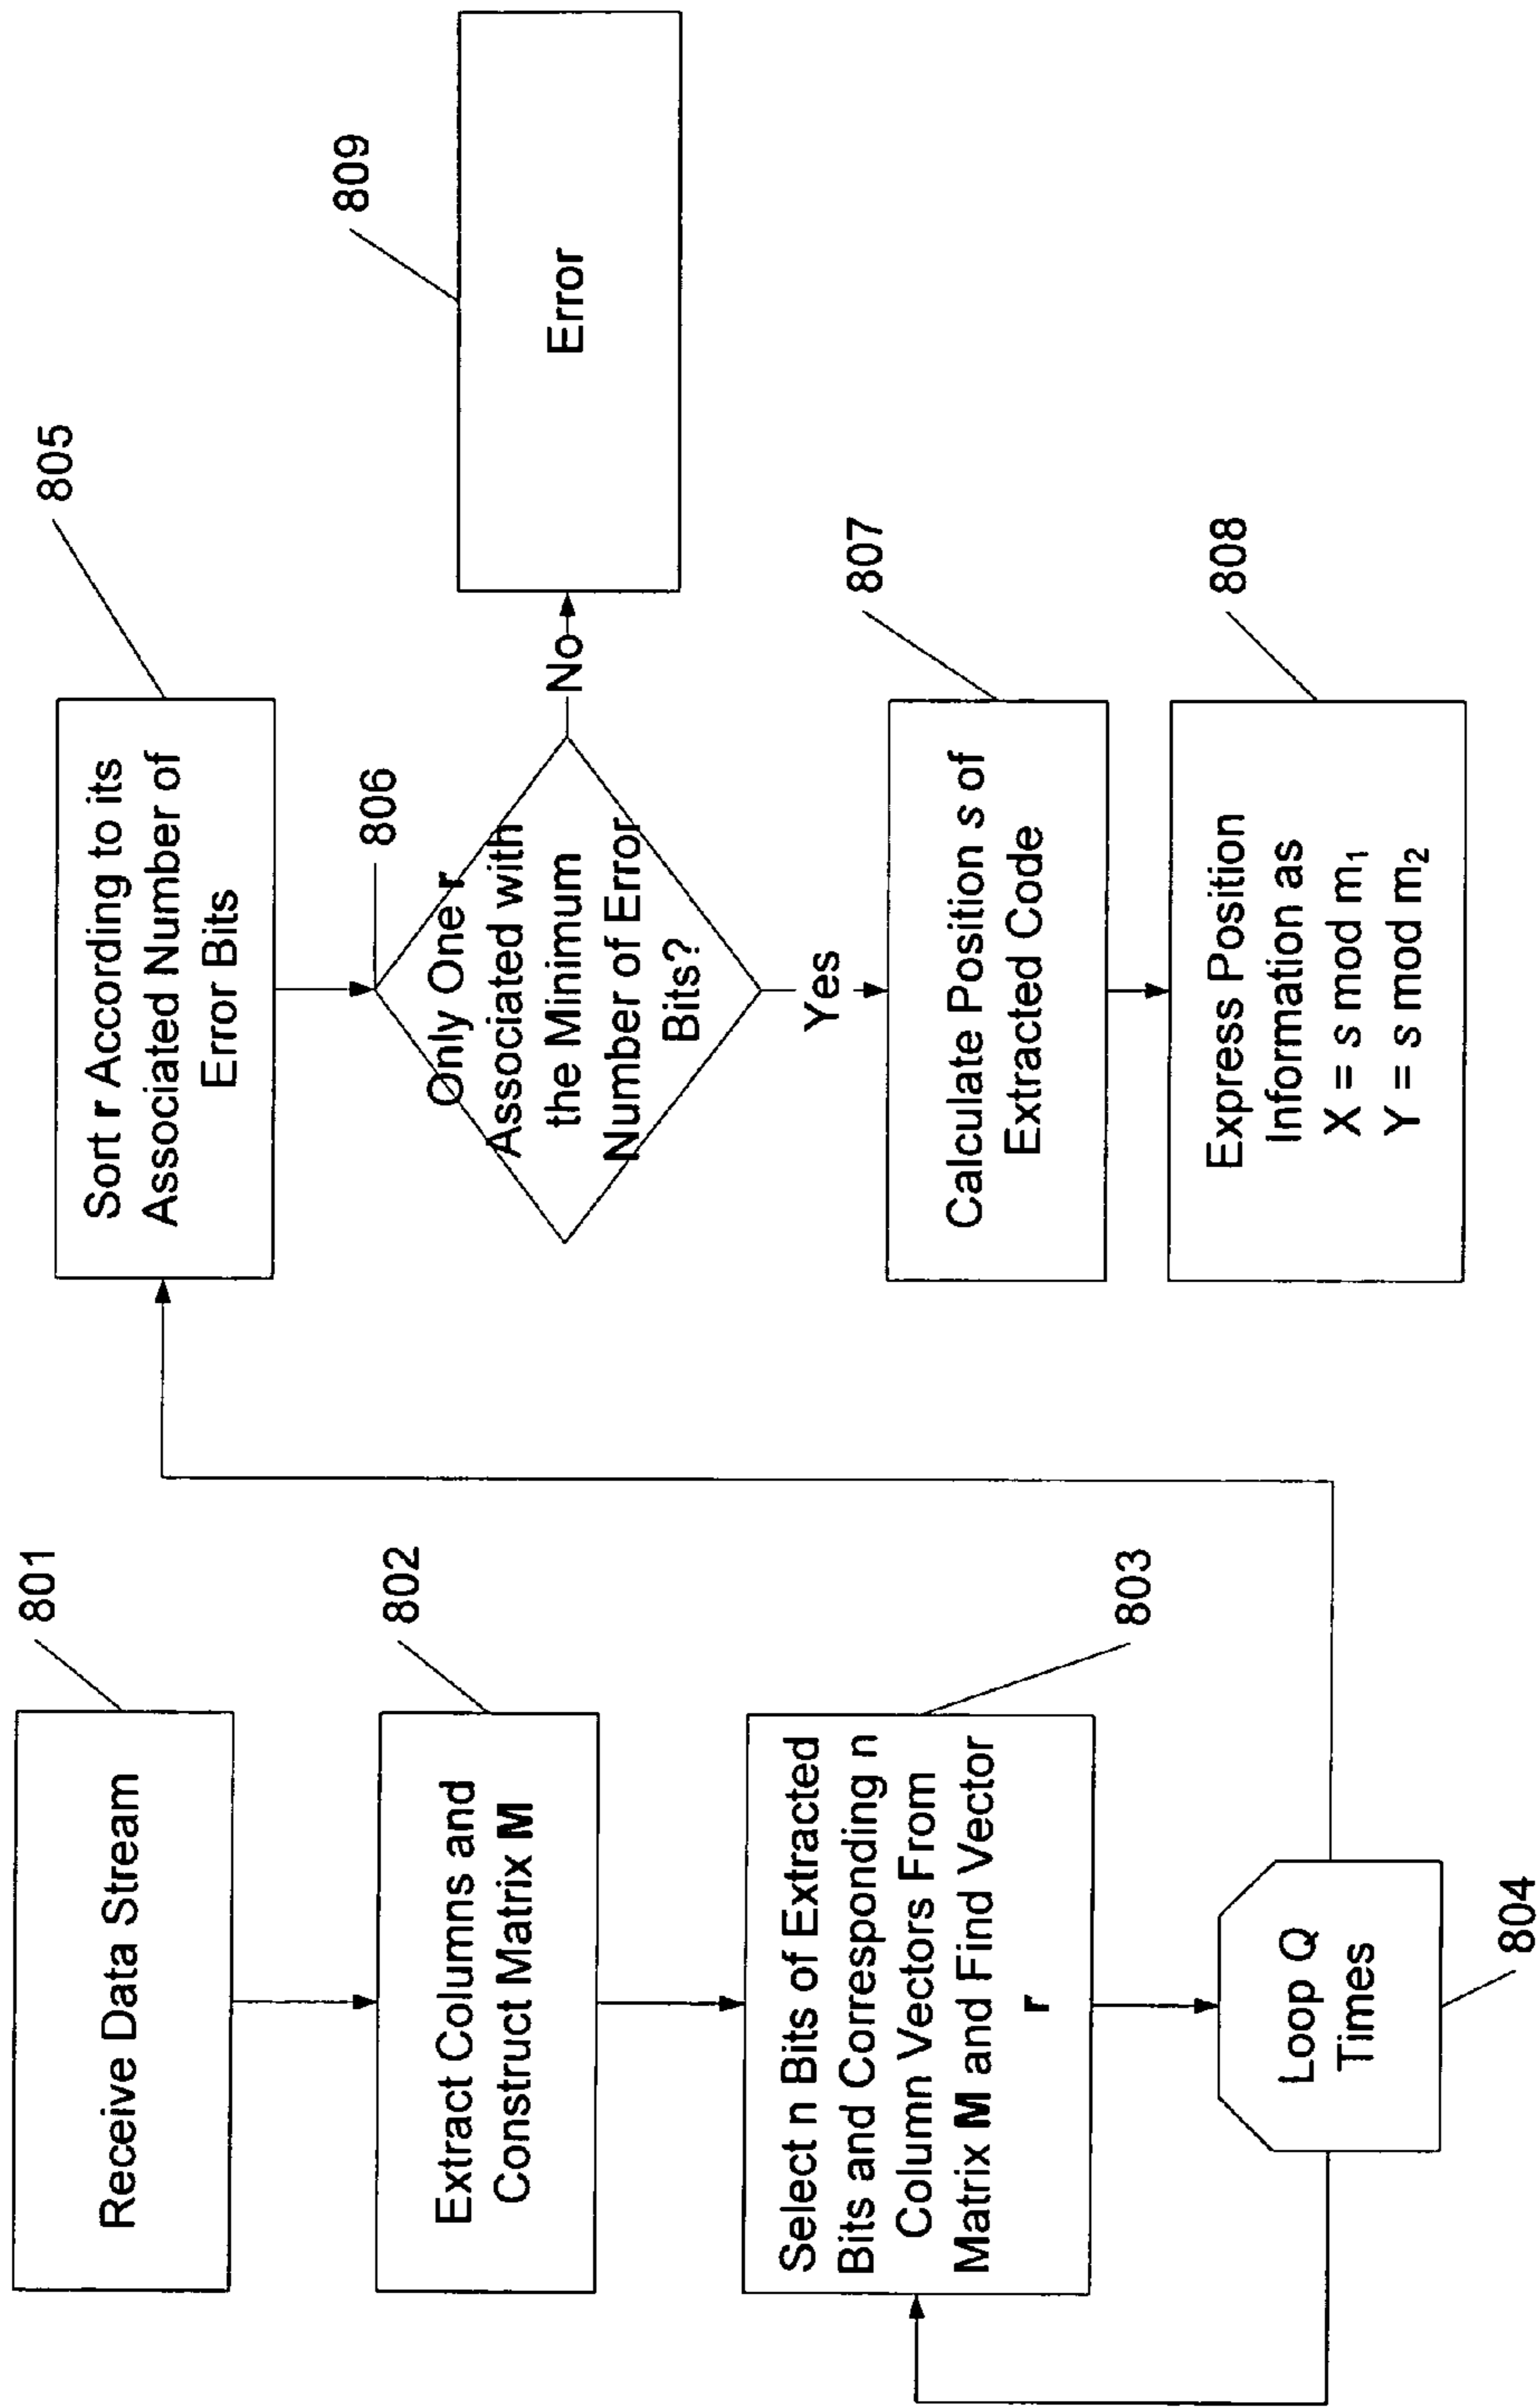 801
Receive Data Stream
802
Extract Columns and
Construct Matrix M
803
Select n Bits of Extracted
Bits and Corresponding n
Column Vectors From
Matrix M and Find Vector
r
Loop Q
Times
804
805
Sort r According to its
Associated Number of
Error Bits
806
Only One r
Associated with
the Minimum
Number of Error
Bits?
No
809
Error
Yes
807
Calculate Position s of
Extracted Code
808
Express Position
Information as
X = s mod m₁
Y = s mod m₂